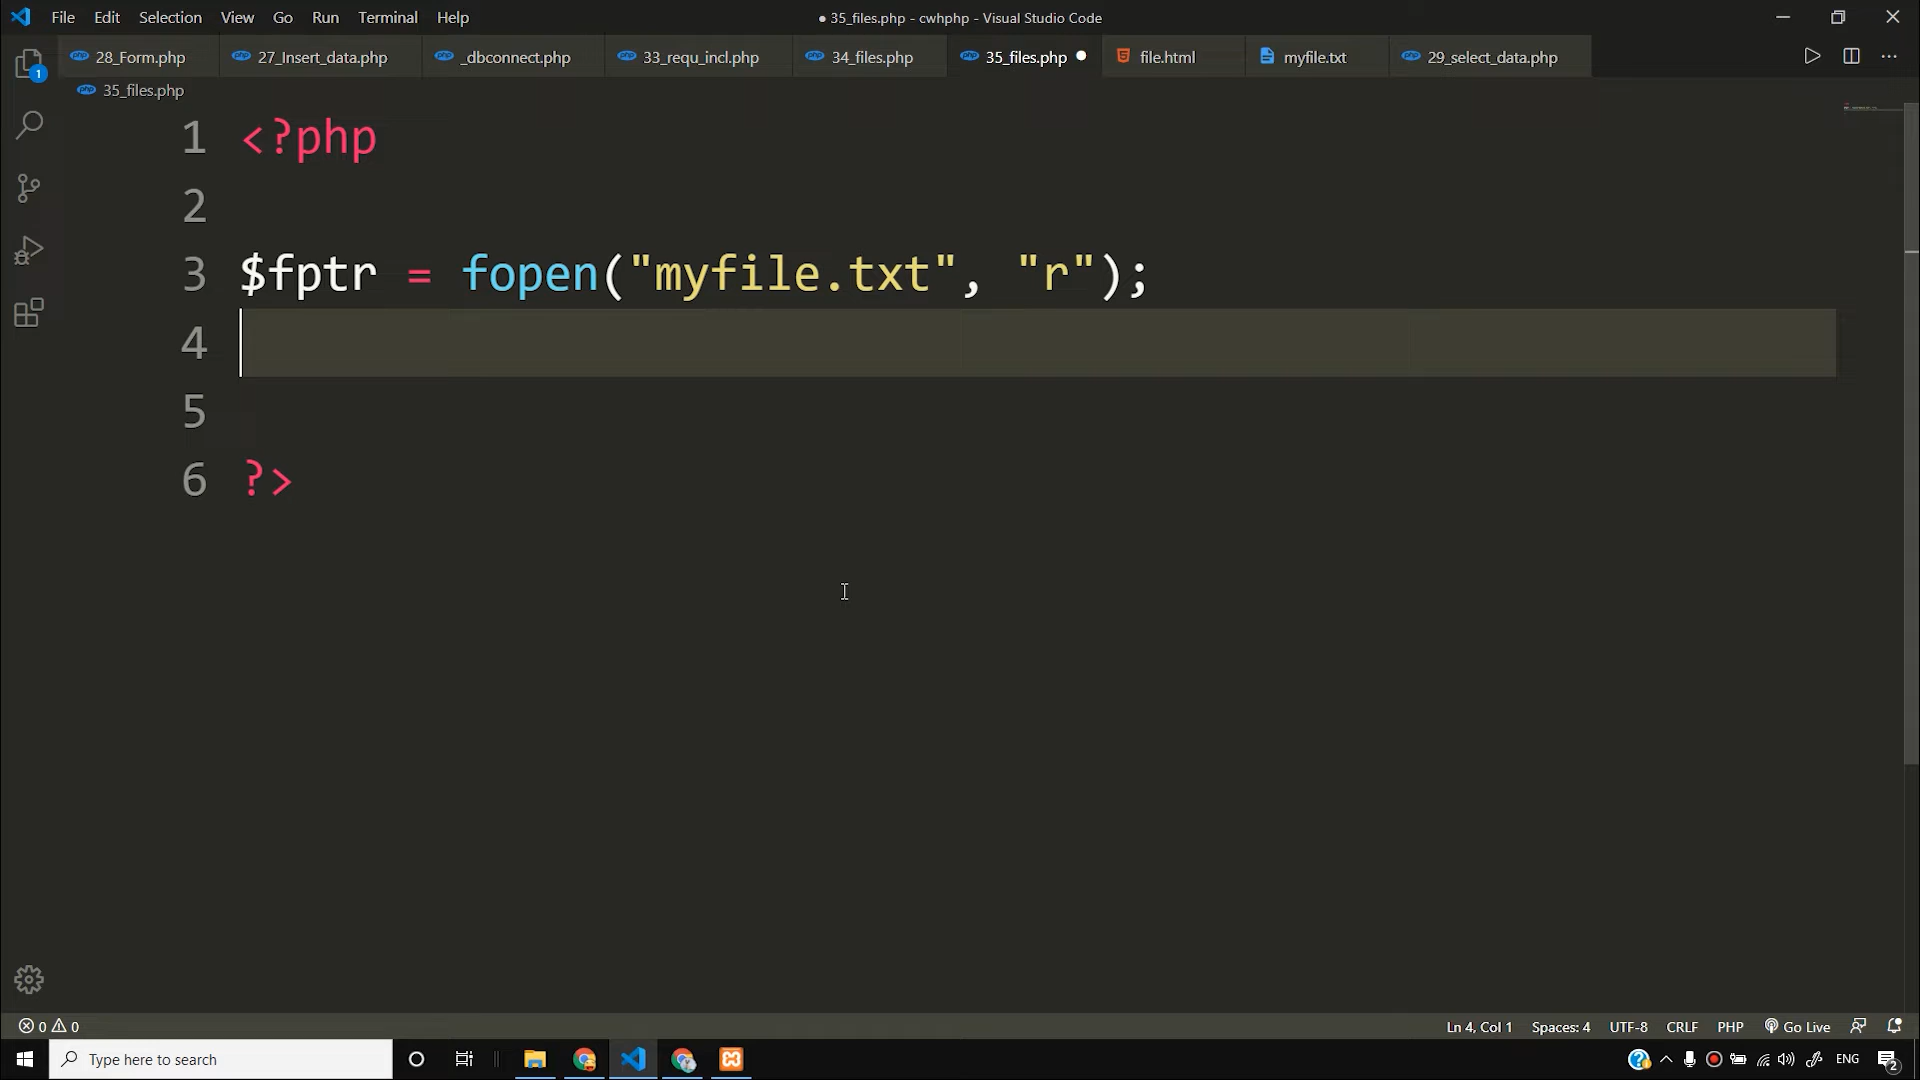 File Edit Selection View Go Run Terminal Help
● 35_files.php - cwhphp - Visual Studio Code
28_Form.php 27_Insert_data.php _dbconnect.php 33_requ_incl.php 34_files.php 35_files.php file.html myfile.txt 29_select_data.php
35_files.php
1 <?php
2
3 $fptr = fopen("myfile.txt", "r");
4
5
6 ?>
0 0
Ln 4, Col 1 Spaces: 4 UTF-8 CRLF PHP Go Live
Type here to search
ENG
1
2